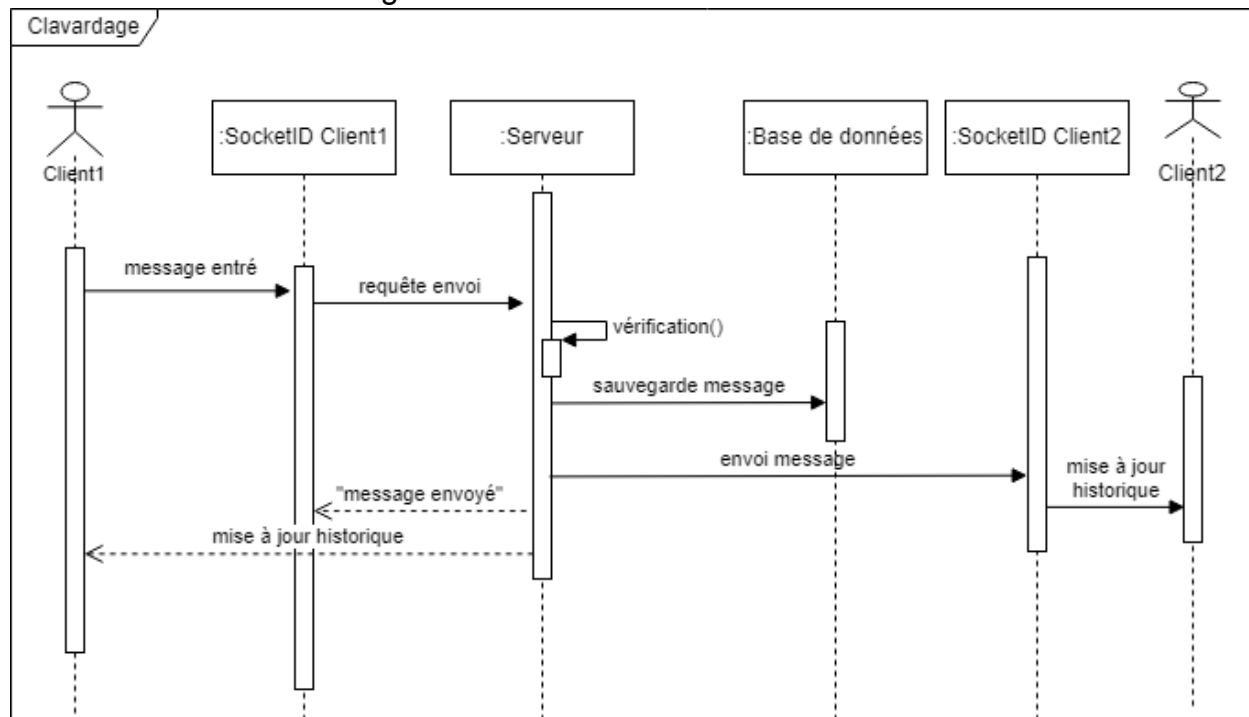 Clavardage
:SocketID Client1
:Serveur
:Base de données
:SocketID Client2
Client1
Client2
message entré
requête envoi
vérification()
sauvegarde message
envoi message
mise à jour
historique
"message envoyé"
mise à jour historique